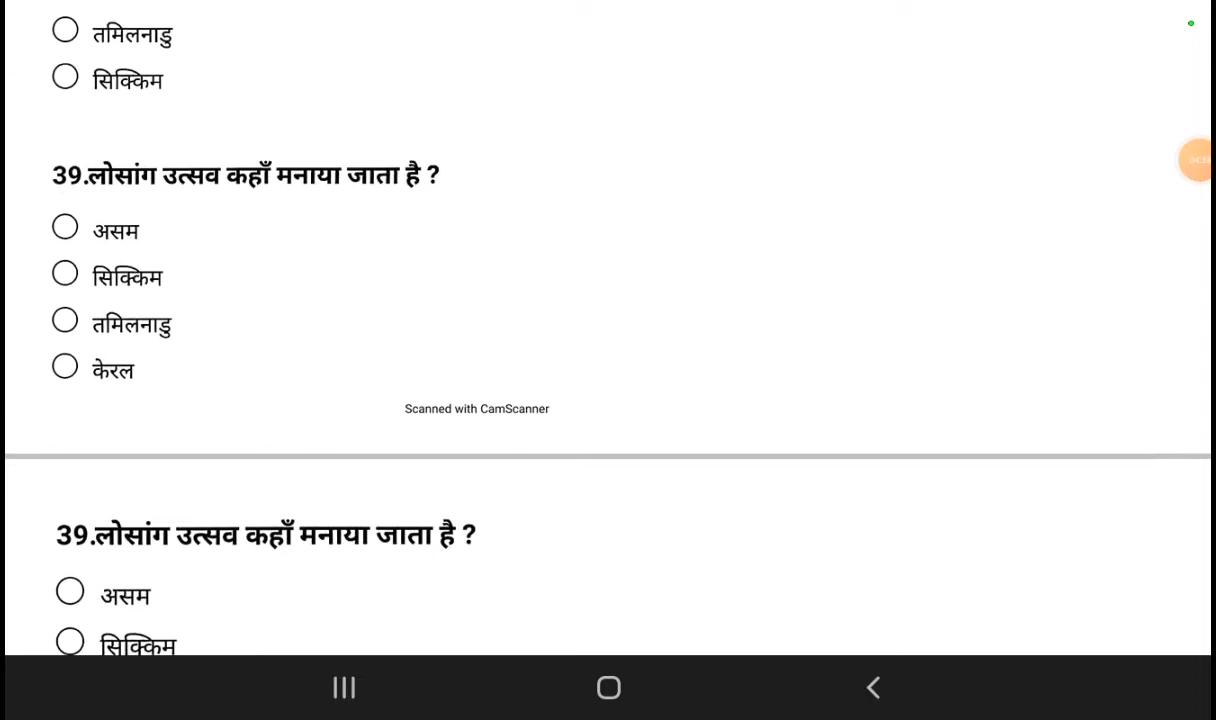 तमिलनाडु
सिक्किम
39.लोसांग उत्सव कहाँ मनाया जाता है ?
असम
सिक्किम
तमिलनाडु
केरल
Scanned with CamScanner
39.लोसांग उत्सव कहाँ मनाया जाता है ?
असम
सिक्किम